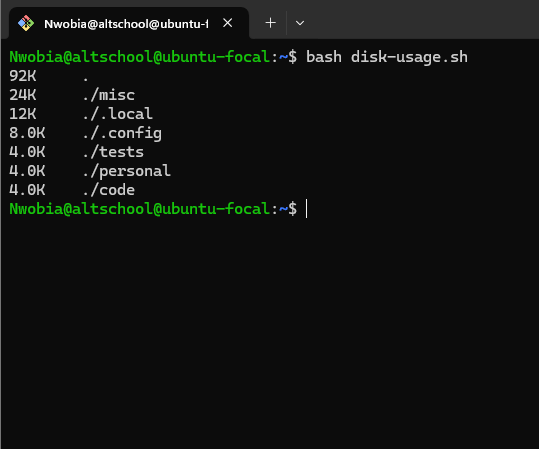 Nwobia@altschool@ubuntu-f
Nwobia@altschool@ubuntu-focal:~$ bash disk-usage.sh
92K     .
24K     ./misc
12K     ./.local
8.0K    ./.config
4.0K    ./tests
4.0K    ./personal
4.0K    ./code
Nwobia@altschool@ubuntu-focal:~$